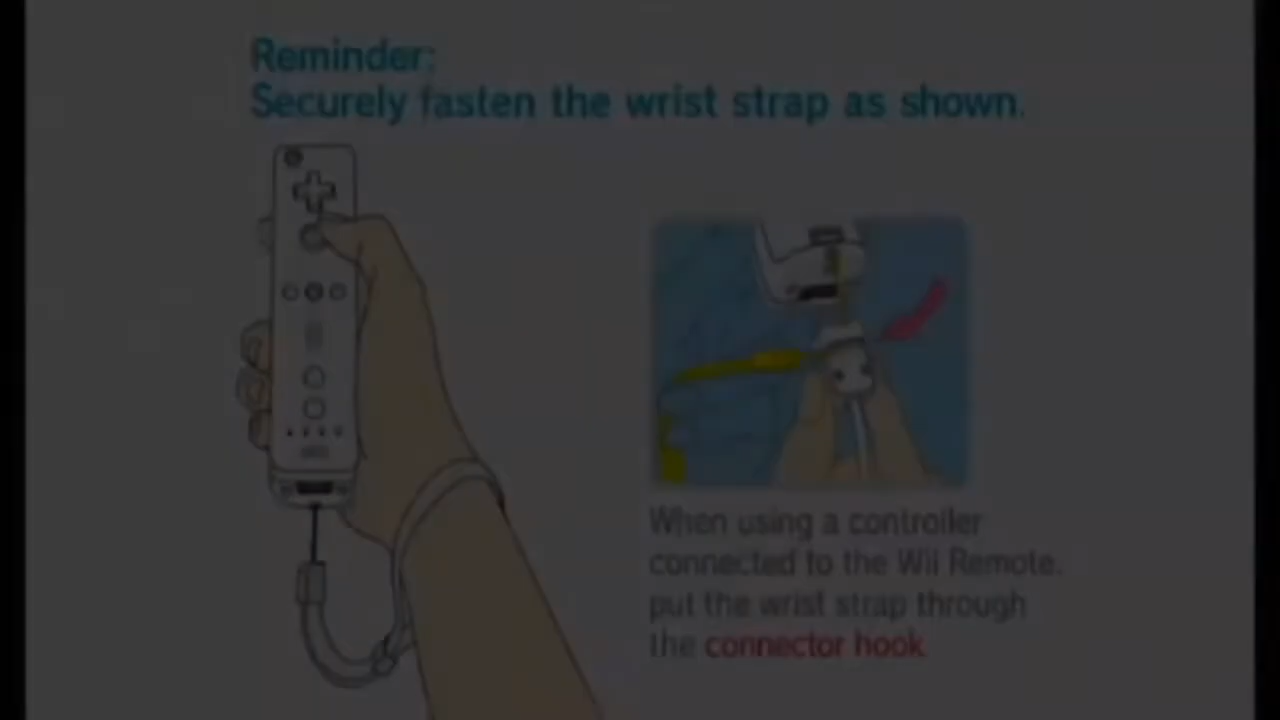 Reminder:
Securely fasten the wrist strap as shown.
When using a controller
connected to the Wii Remote,
put the wrist strap through
the connector hook